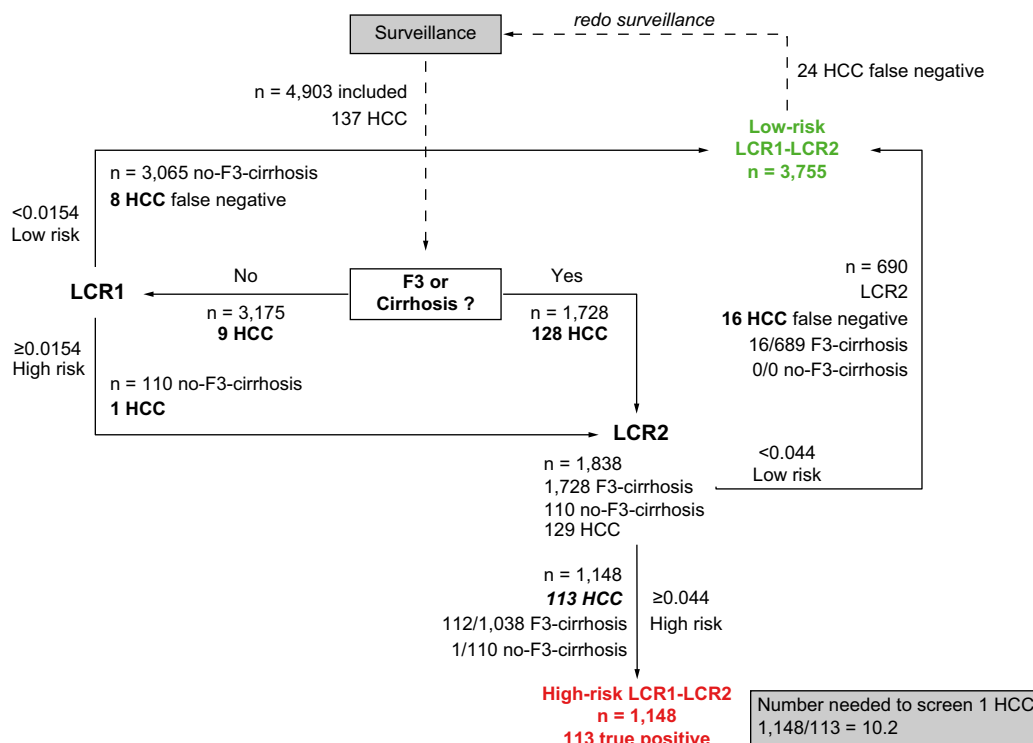 Surveillance
redo surveillance
24 HCC false negative
n = 4,903 included
137 HCC
Low-risk
LCR1-LCR2
n = 3,755
n = 3,065 no-F3-cirrhosis
8 HCC false negative
<0.0154
Low risk
LCR1
No
n = 3,175
9 HCC
F3 or
Cirrhosis ?
Yes
n = 1,728
128 HCC
n = 690
LCR2
16 HCC false negative
16/689 F3-cirrhosis
0/0 no-F3-cirrhosis
≥0.0154
High risk
n = 110 no-F3-cirrhosis
1 HCC
LCR2
n = 1,838
1,728 F3-cirrhosis
110 no-F3-cirrhosis
129 HCC
<0.044
Low risk
n = 1,148
113 HCC
112/1,038 F3-cirrhosis
1/110 no-F3-cirrhosis
≥0.044
High risk
High-risk LCR1-LCR2
n = 1,148
113 true positive
Number needed to screen 1 HCC
1,148/113 = 10.2